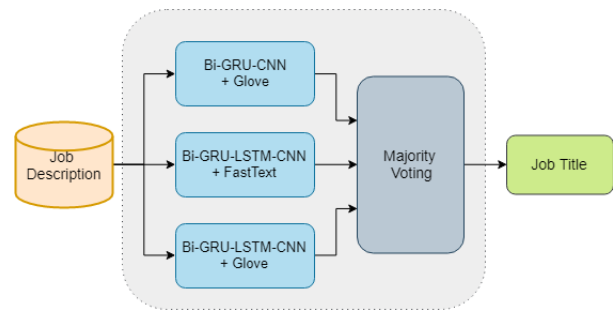 Job
Description
Bi-GRU-CNN
+ Glove
Bi-GRU-LSTM-CNN
+ FastText
Bi-GRU-LSTM-CNN
+ Glove
Majority
Voting
Job Title